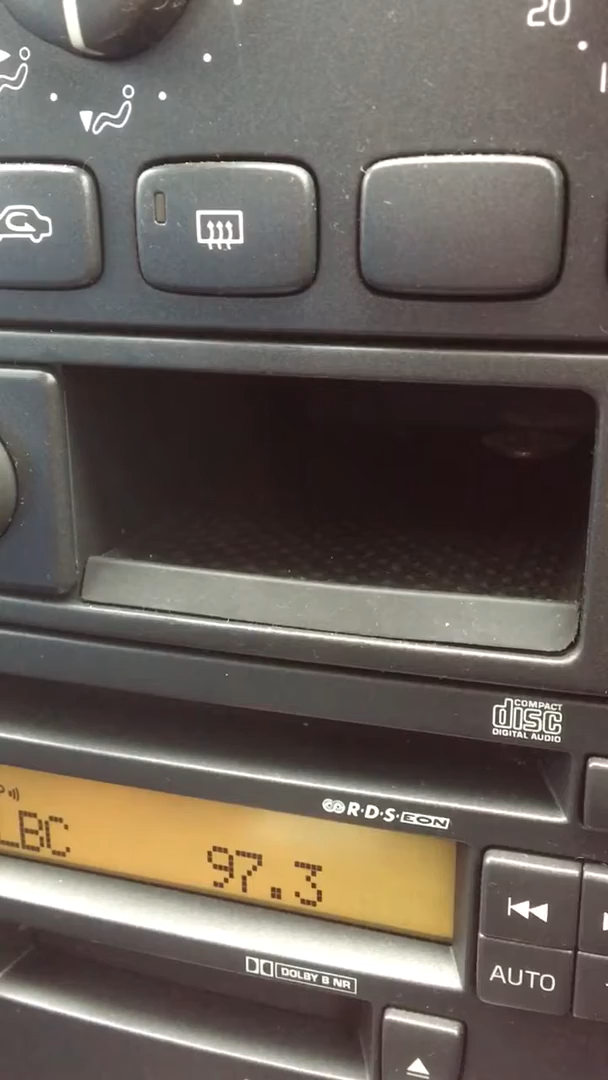 20
COMPACT
disc
DIGITAL AUDIO
R·D·S EON
LBC 97.3
DOLBY B NR
AUTO